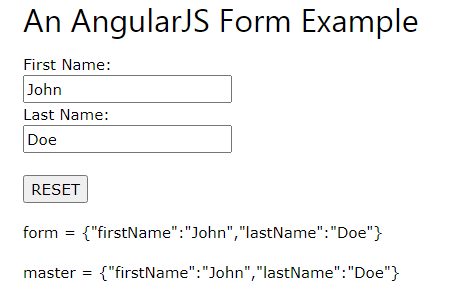 An AngularJS Form Example
First Name:
John
Last Name:
Doe
RESET
form = {"firstName":"John","lastName":"Doe"}
master = {"firstName":"John","lastName":"Doe"}